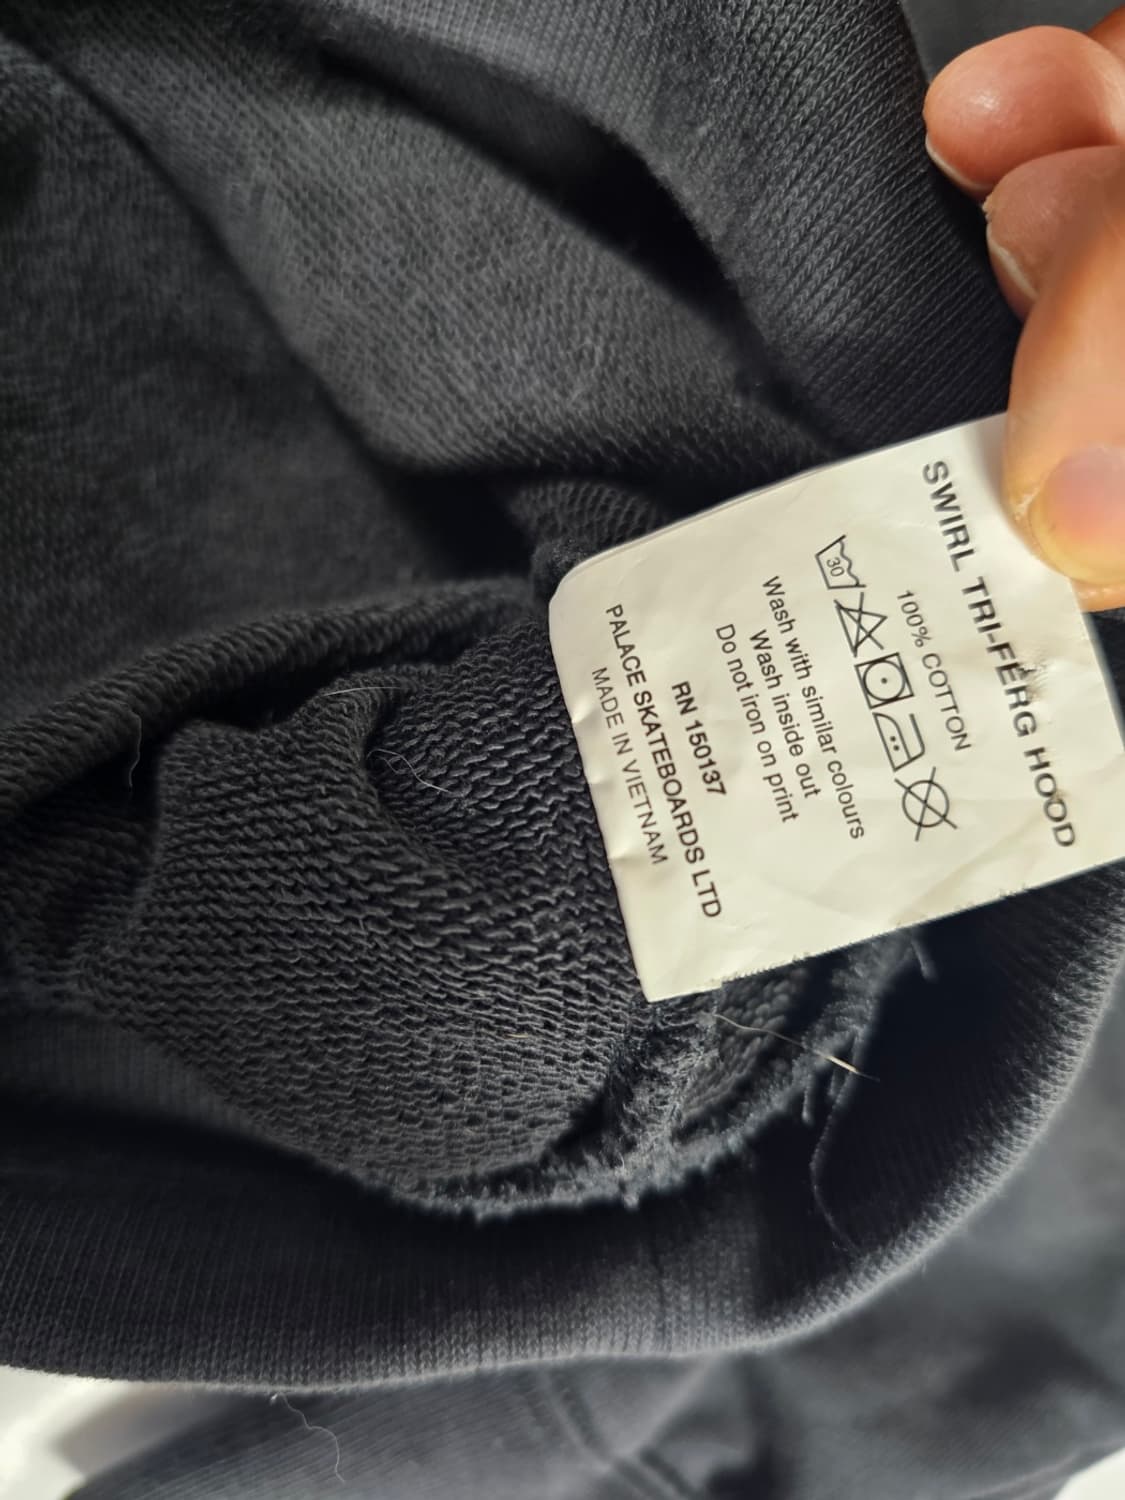 SWIRL TRI-FERG HOOD
100% COTTON
30
Wash with similar colours
Wash inside out
Do not iron on print
RN 150137
PALACE SKATEBOARDS LTD
MADE IN VIETNAM